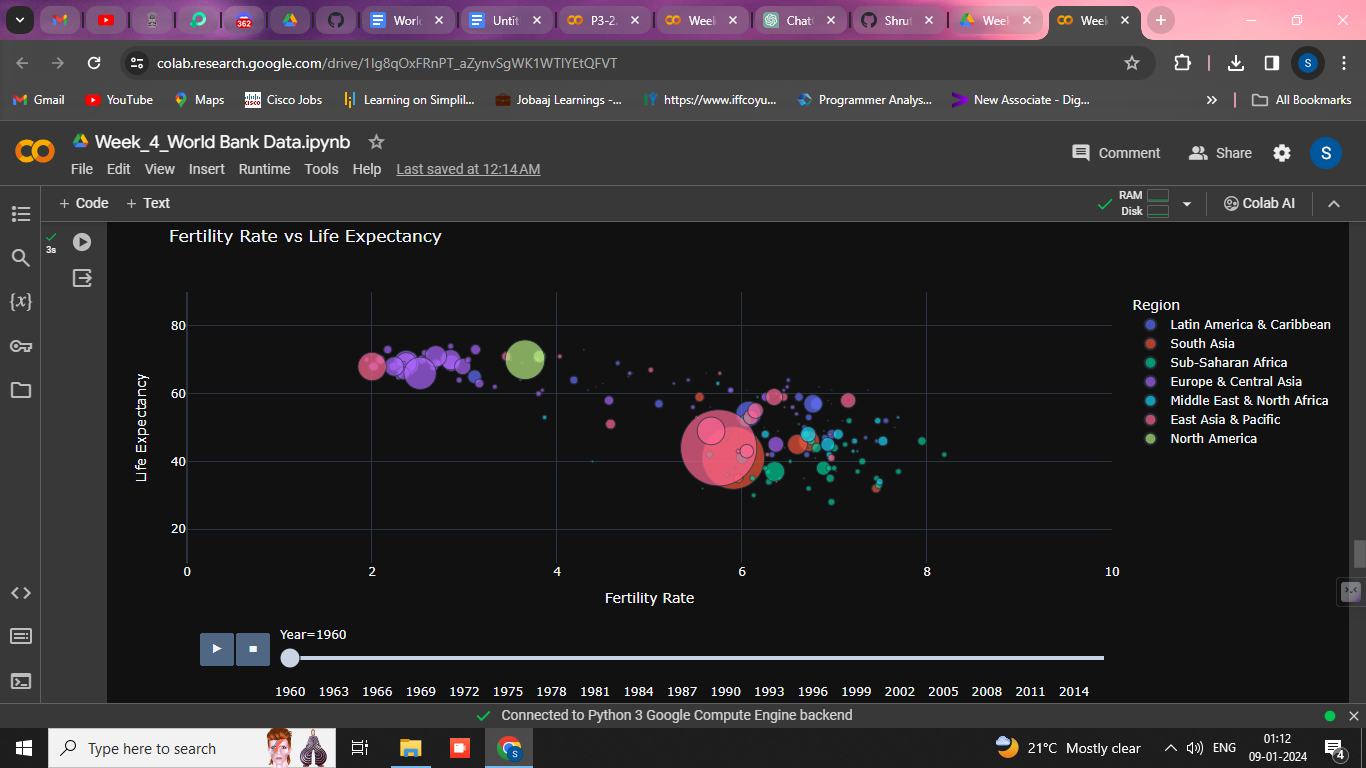 362
Worl
Untit
P3-2.
Week
Chat
Shrut
Week
Week
colab.research.google.com/drive/1Ig8qOxFRnPT_aZynvSgWK1WTIYEtQFVT
S
Gmail
YouTube
Maps
Cisco Jobs
Learning on Simplil...
Jobaaj Learnings -...
https://www.iffcoyu...
Programmer Analys...
New Associate - Dig...
»
All Bookmarks
Week_4_World Bank Data.ipynb
File Edit View Insert Runtime Tools Help Last saved at 12:14 AM
Comment
Share
S
+ Code + Text
RAM
Disk
Colab AI
3s
{x}
Fertility Rate vs Life Expectancy
Life Expectancy
80
60
40
20
0 2 4 6 8 10
Fertility Rate
Region
Latin America & Caribbean
South Asia
Sub-Saharan Africa
Europe & Central Asia
Middle East & North Africa
East Asia & Pacific
North America
Year=1960
1960 1963 1966 1969 1972 1975 1978 1981 1984 1987 1990 1993 1996 1999 2002 2005 2008 2011 2014
Connected to Python 3 Google Compute Engine backend
Type here to search
21°C Mostly clear
ENG
01:12
09-01-2024
4